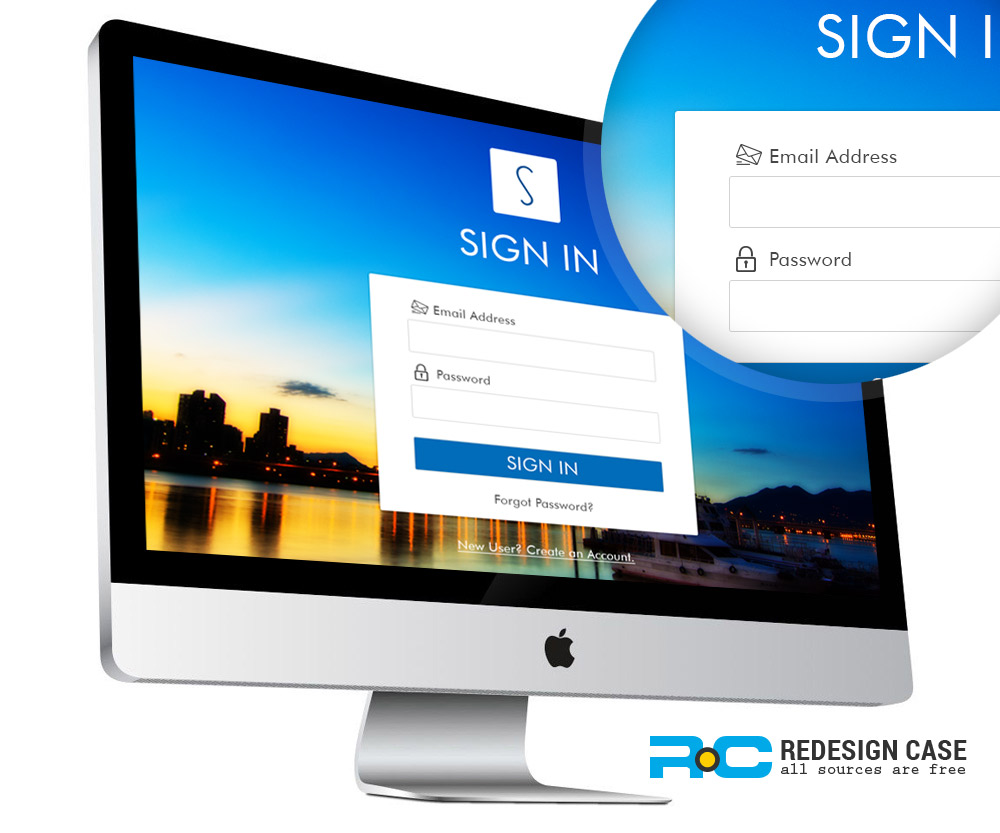 S
SIGN IN
Email Address
Password
SIGN IN
Forgot Password?
New User? Create an Account.
SIGN I
Email Address
Password
RC REDESIGN CASE
all sources are free